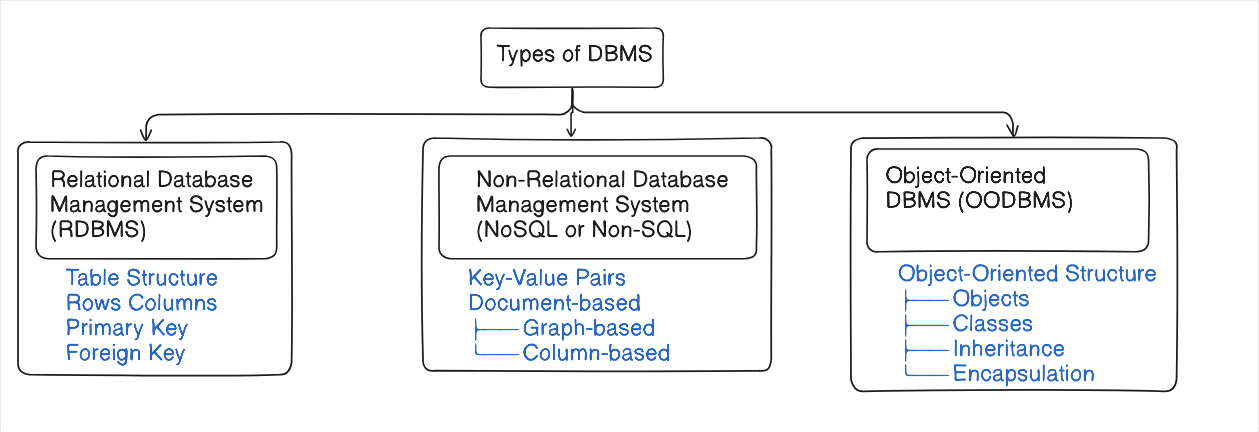 Types of DBMS
Relational Database
Management System
(RDBMS)
Table Structure
Rows Columns
Primary Key
Foreign Key
Non-Relational Database
Management System
(NoSQL or Non-SQL)
Key-Value Pairs
Document-based
Graph-based
Column-based
Object-Oriented
DBMS (OODBMS)
Object-Oriented Structure
Objects
Classes
Inheritance
Encapsulation